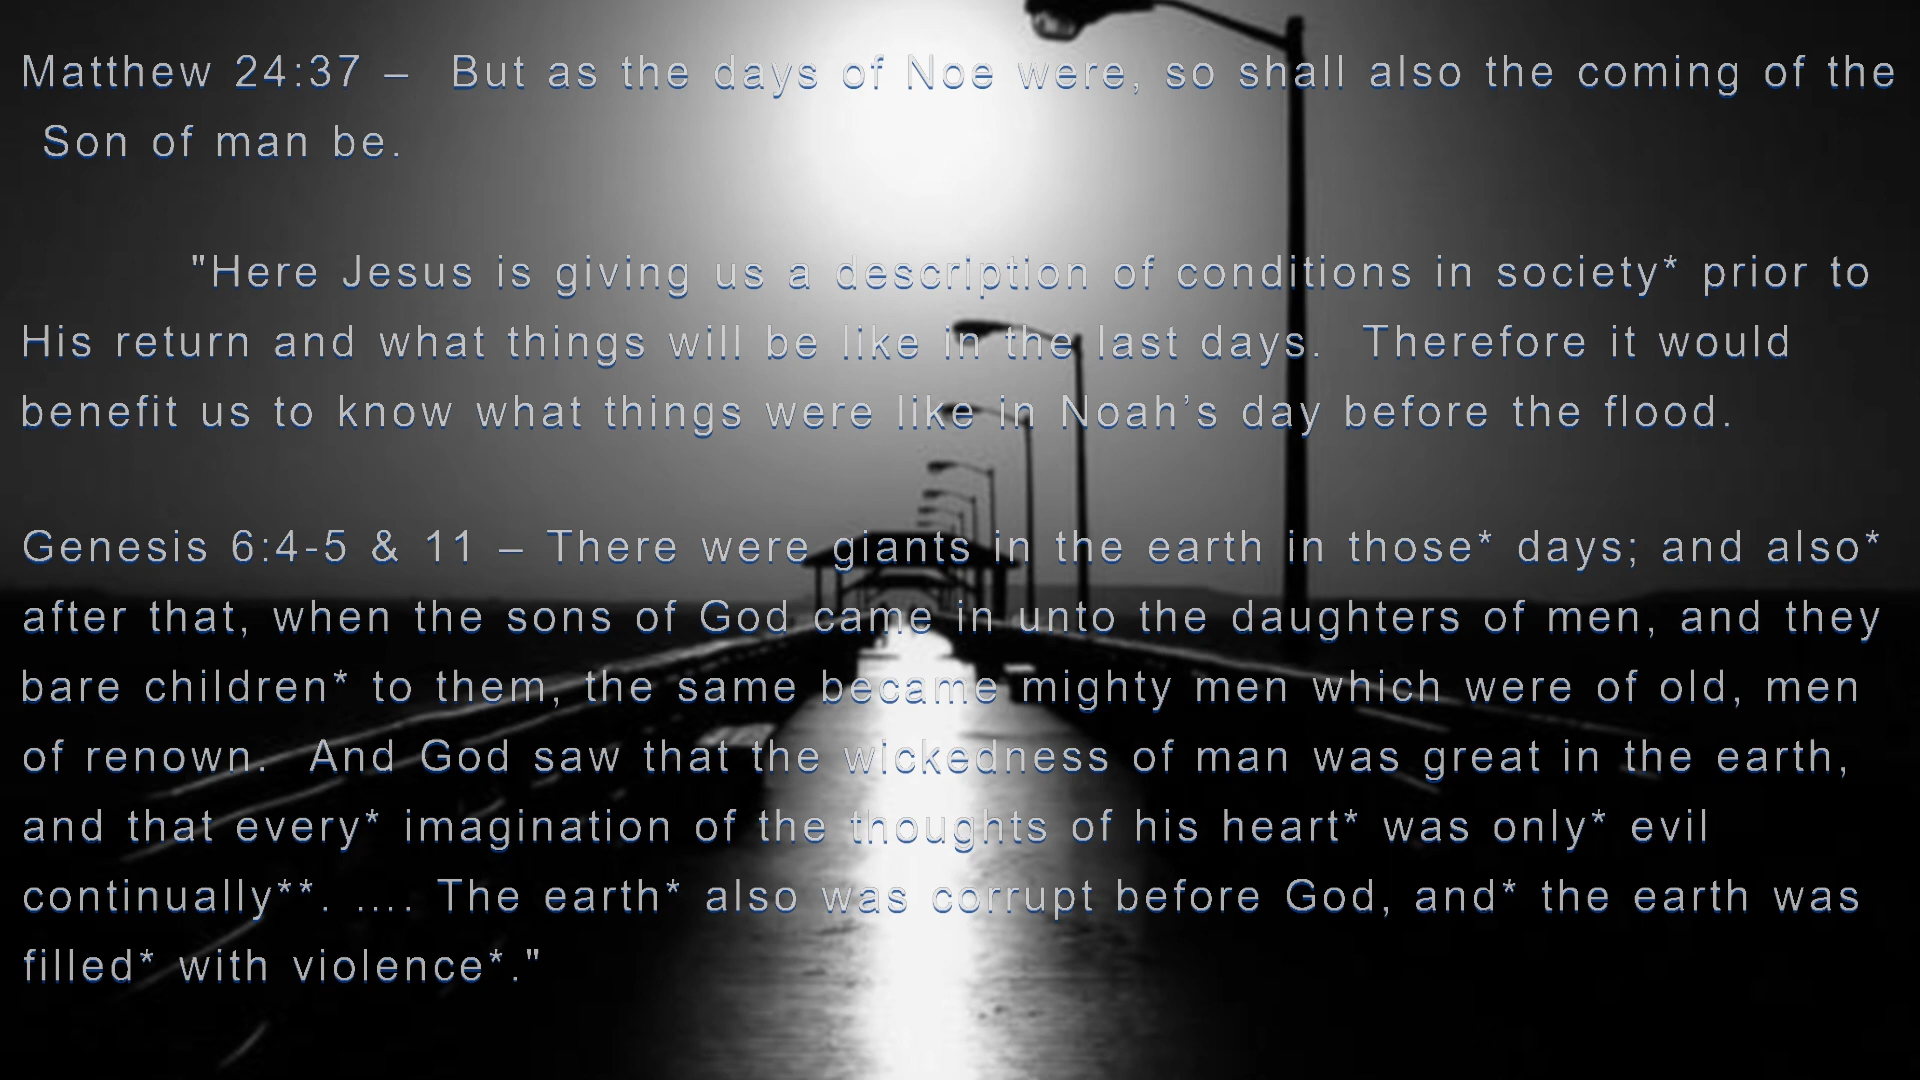 Matthew 24:37 –  But as the days of Noe were, so shall also the coming of the
Son of man be.
"Here Jesus is giving us a description of conditions in society* prior to
His return and what things will be like in the last days.  Therefore it would
benefit us to know what things were like in Noah’s day before the flood.
Genesis 6:4-5 & 11 – There were giants in the earth in those* days; and also*
after that, when the sons of God came in unto the daughters of men, and they
bare children* to them, the same became mighty men which were of old, men
of renown.  And God saw that the wickedness of man was great in the earth,
and that every* imagination of the thoughts of his heart* was only* evil
continually**. .... The earth* also was corrupt before God, and* the earth was
filled* with violence*."